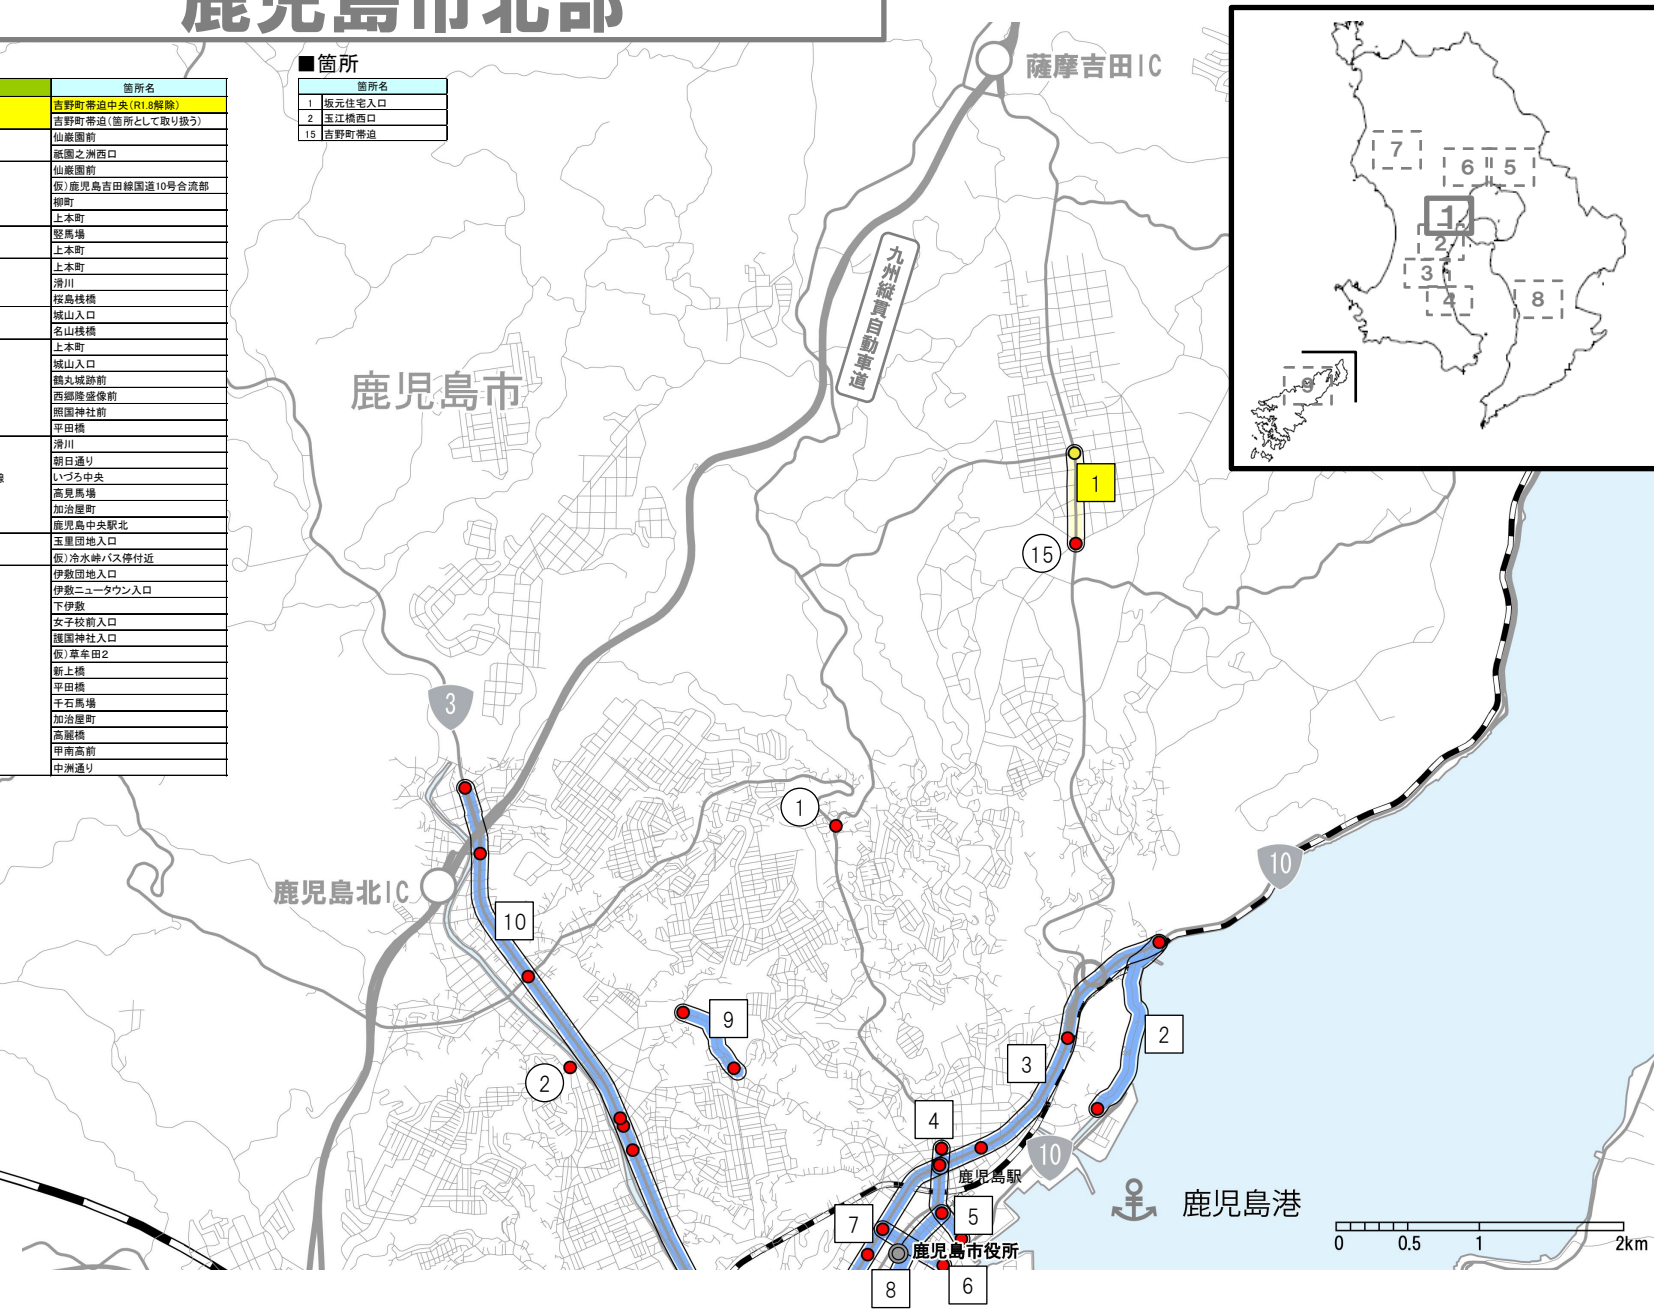 鹿児島市北部
■箇所
箇所名
1 坂元住宅入口
2 玉江橋西口
15 吉野町帯迫
箇所名
吉野町帯迫中央(R1.8解除)
吉野町帯迫(箇所として取り扱う)
仙巌園前
祇園之洲西口
仙巌園前
仮)鹿児島吉田線国道10号合流部
柳町
上本町
竪馬場
上本町
上本町
滑川
桜島桟橋
城山入口
名山桟橋
上本町
城山入口
鶴丸城跡前
西郷隆盛像前
照国神社前
平田橋
滑川
朝日通り
線
いづろ中央
高見馬場
加治屋町
鹿児島中央駅北
玉里団地入口
仮)冷水峠バス停付近
伊敷団地入口
伊敷ニュータウン入口
下伊敷
女子校前入口
護国神社入口
仮)草牟田2
新上橋
平田橋
千石馬場
加治屋町
高麗橋
甲南高前
中洲通り
薩摩吉田IC
九州縦貫自動車道
鹿児島市
7
6
5
1
2
3
4
8
9
1
15
3
1
10
鹿児島北IC
10
9
2
3
2
4
10
鹿児島駅
5
7
鹿児島市役所
8
6
鹿児島港
0 0.5 1 2km